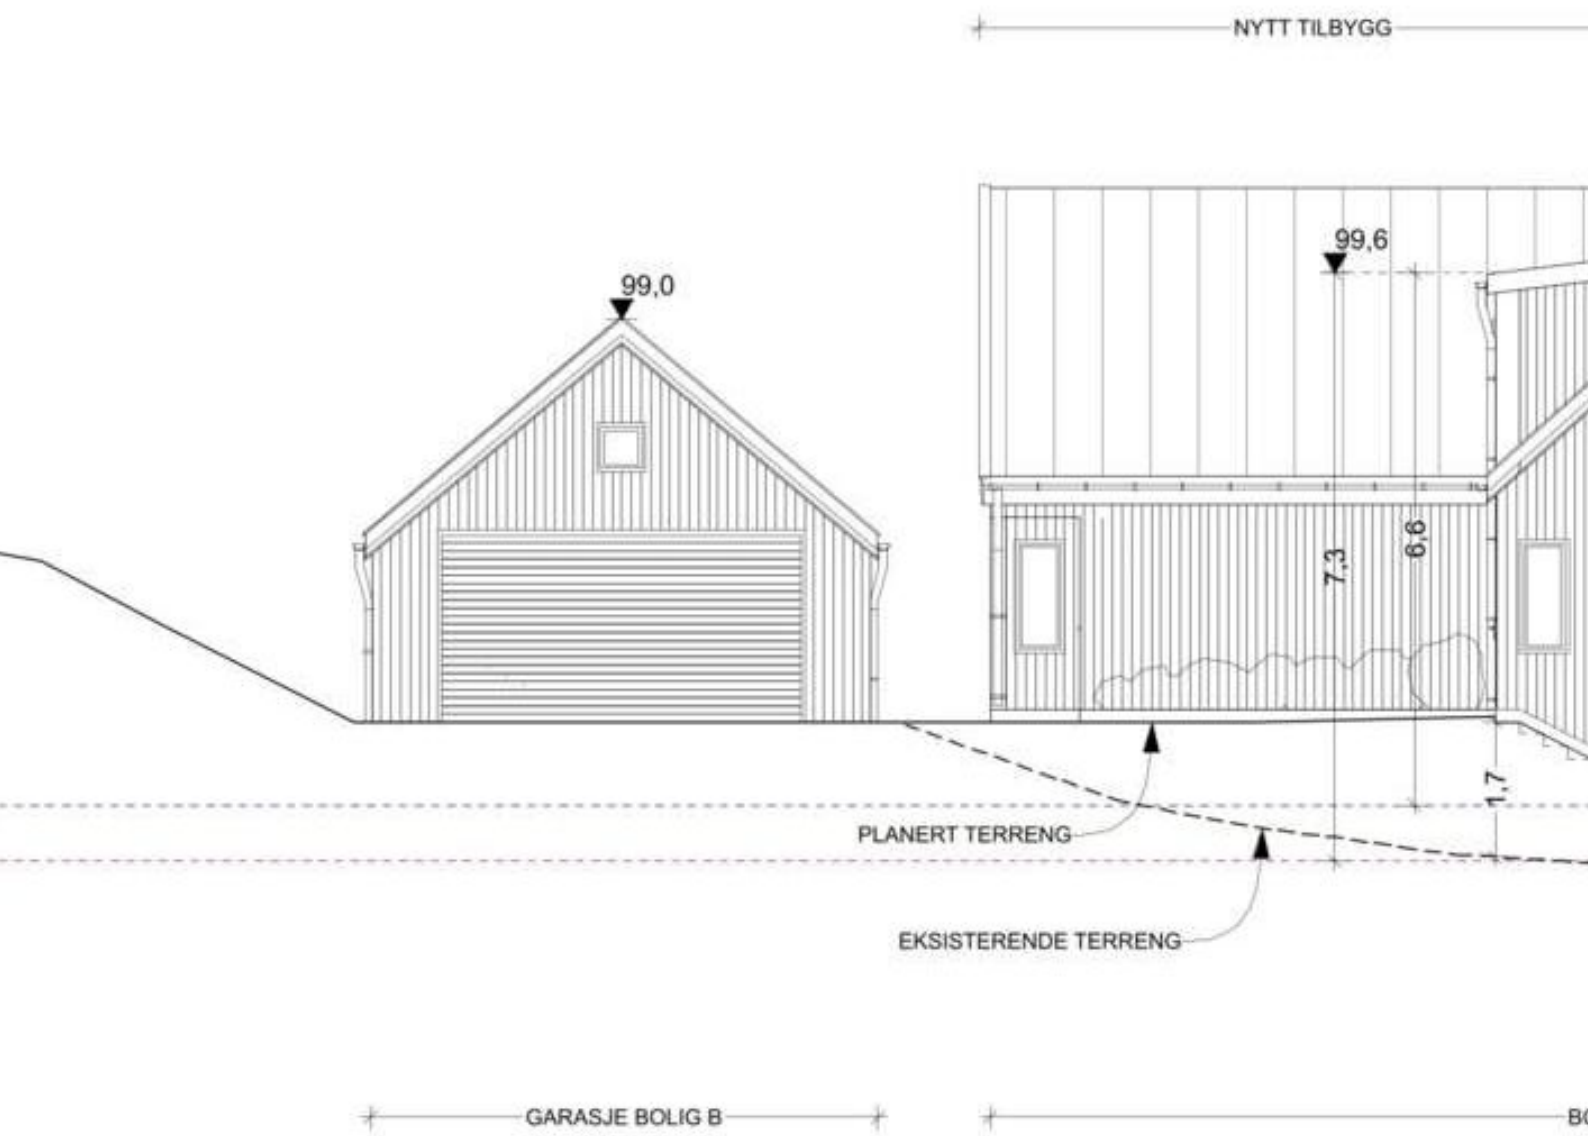 NYTT TILBYGG
99,6
99,0
6,6
7,3
1,7
PLANERT TERRENG
EKSISTERENDE TERRENG
GARASJE BOLIG B